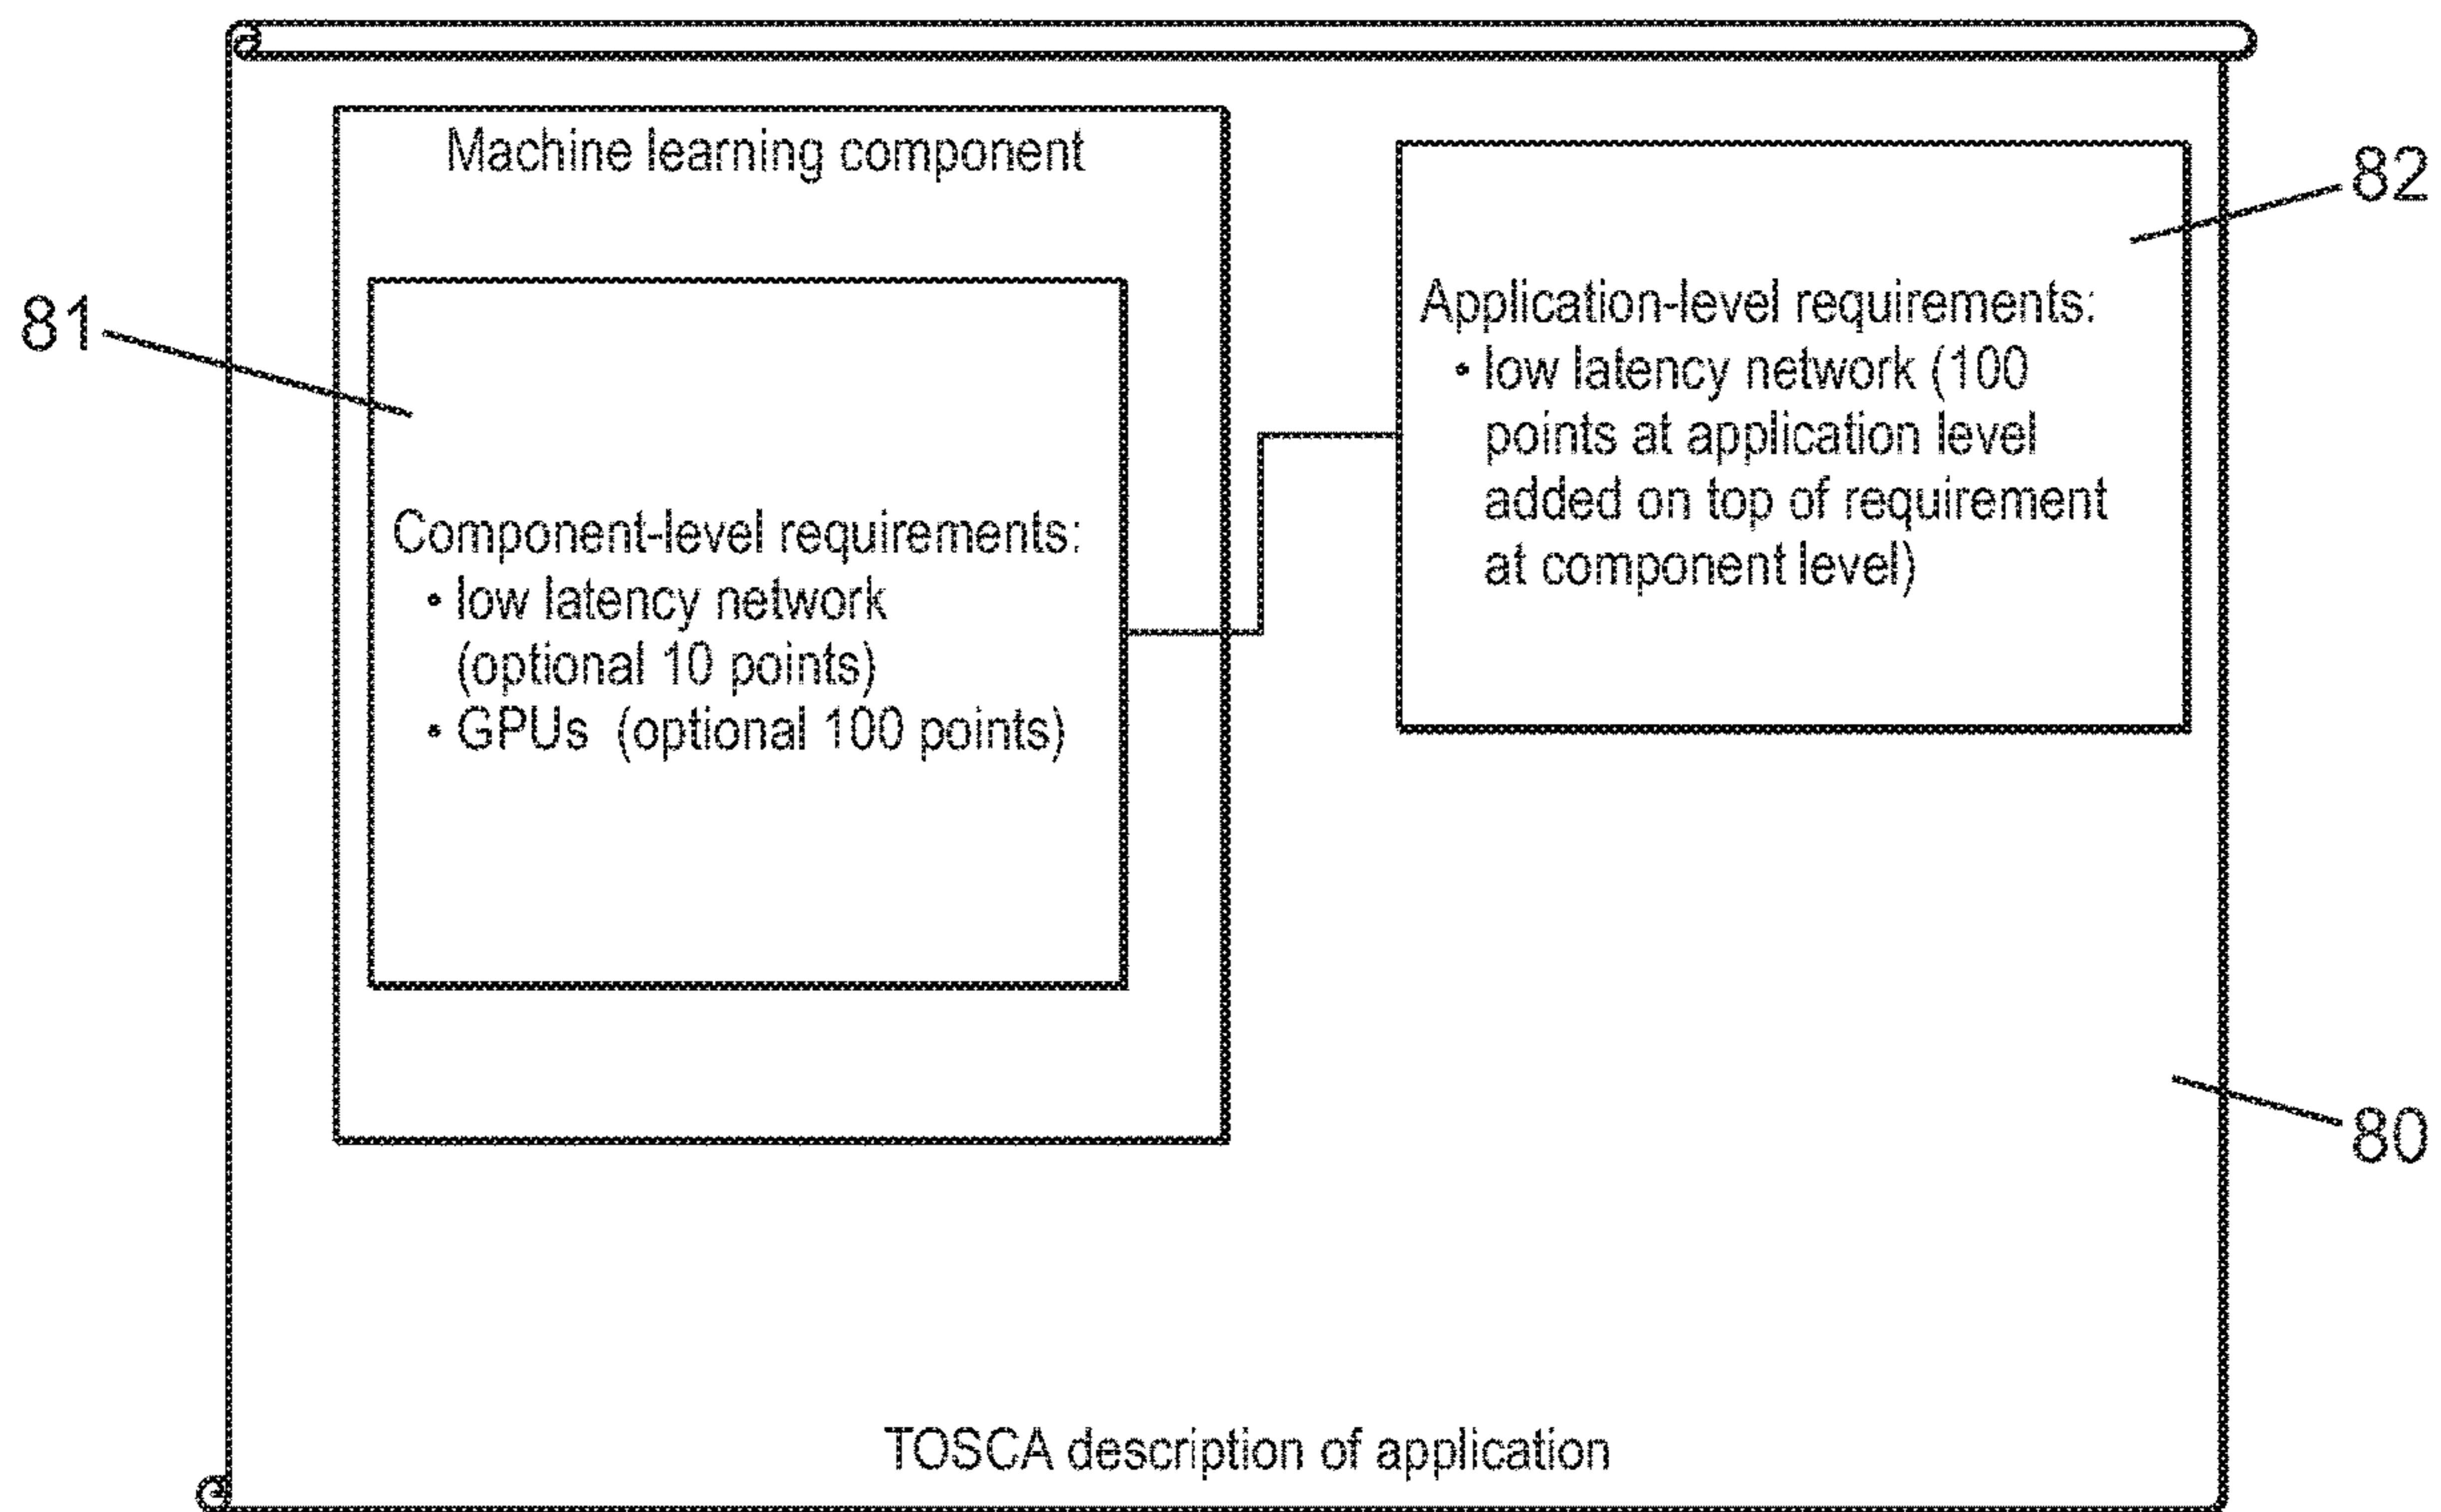 Machine learning component
81
Component-level requirements:
• low latency network
(optional 10 points)
• GPUs (optional 100 points)
82
Application-level requirements:
• low latency network (100
points at application level
added on top of requirement
at component level)
80
TOSCA description of application